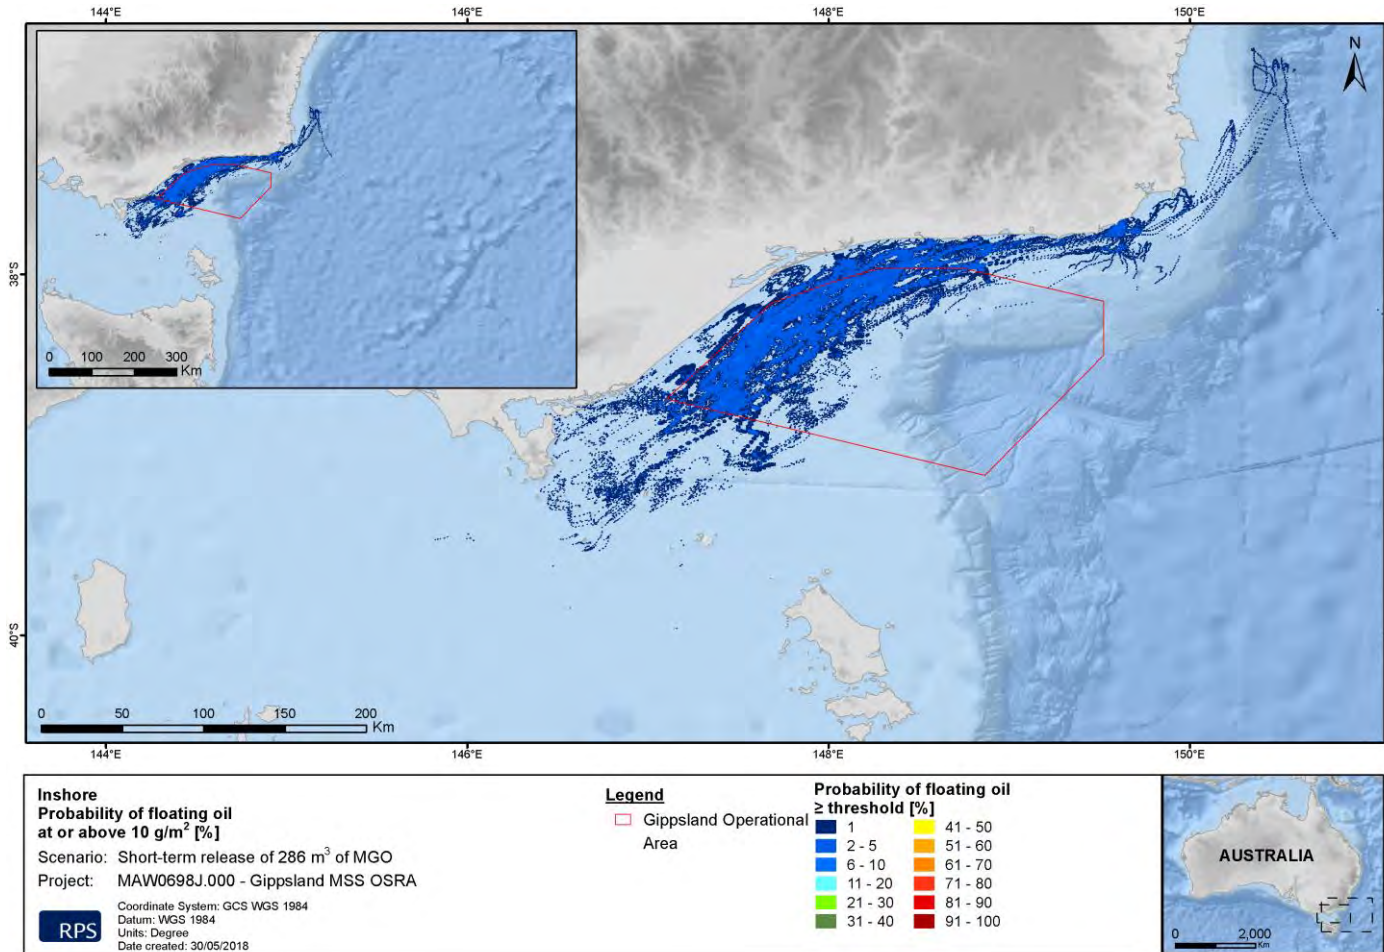 144°E 146°E 148°E 150°E
N
38°S
40°S
0 100 200 300
Km
0 50 100 150 200
Km
144°E 146°E 148°E 150°E
Inshore
Probability of floating oil
at or above 10 g/m² [%]
Scenario: Short-term release of 286 m³ of MGO
Project: MAW0698J.000 - Gippsland MSS OSRA
RPS
Coordinate System: GCS WGS 1984
Datum: WGS 1984
Units: Degree
Date created: 30/05/2018
Legend
Gippsland Operational
Area
Probability of floating oil
≥ threshold [%]
1 41 - 50
2 - 5 51 - 60
6 - 10 61 - 70
11 - 20 71 - 80
21 - 30 81 - 90
31 - 40 91 - 100
AUSTRALIA
0 2,000
Km